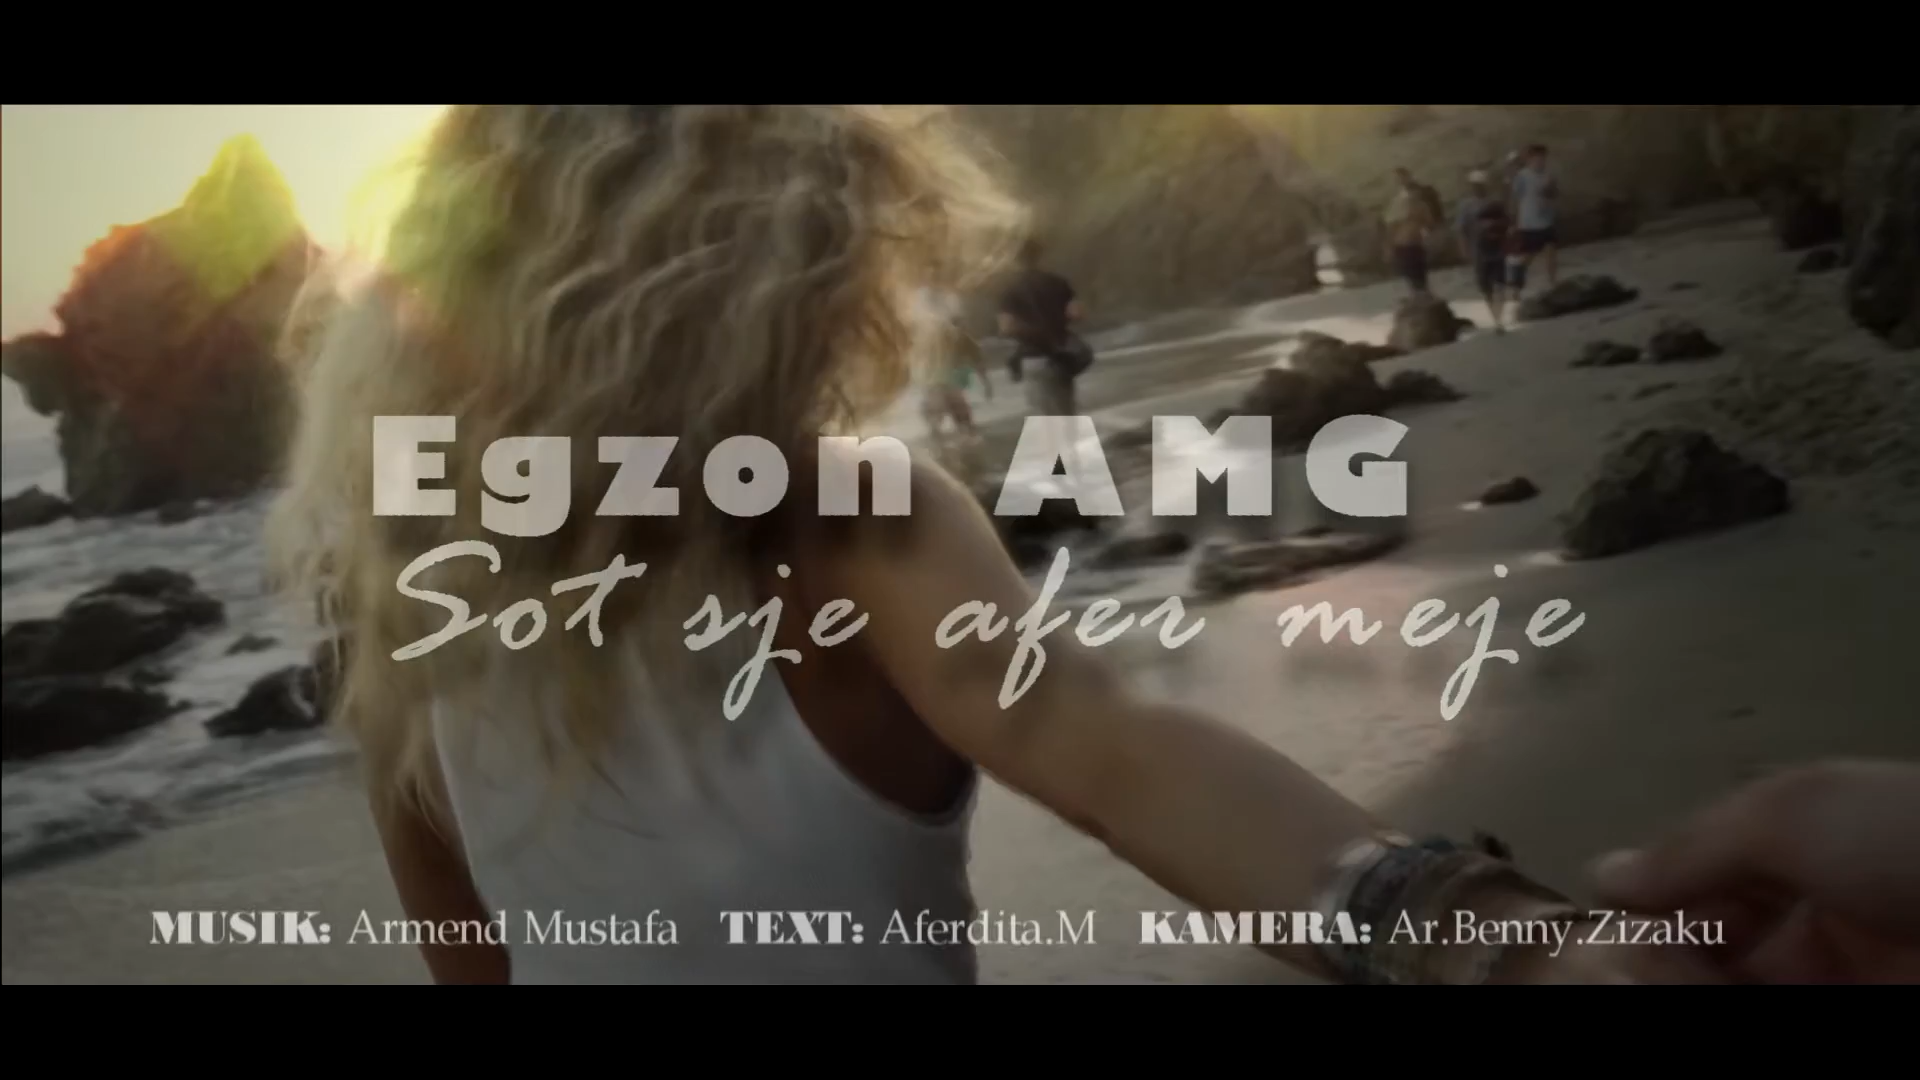 Egzon AMG
Sot sje afer meje
MUSIK: Armend Mustafa TEXT: Aferdita.M KAMERA: Ar.Benny.Zizaku